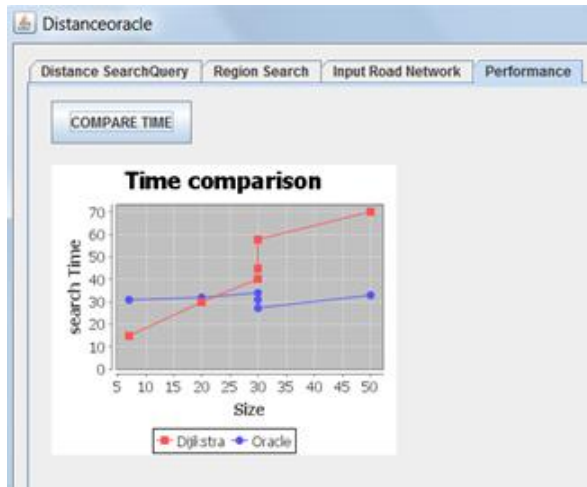 Distanceoracle
Distance SearchQuery Region Search Input Road Network Performance
COMPARE TIME
Time comparison
70
60
50
40
30
20
10
0
search Time
5 10 15 20 25 30 35 40 45 50
Size
Dijlistra Oracle